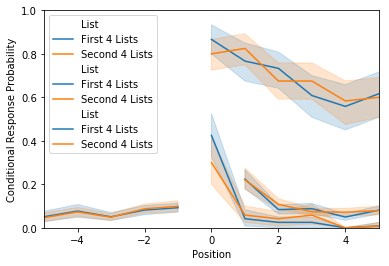 1.0
0.8
0.6
0.4
0.2
0.0
Conditional Response Probability
List
First 4 Lists
Second 4 Lists
List
First 4 Lists
Second 4 Lists
List
First 4 Lists
Second 4 Lists
−4
−2
0
2
4
Position